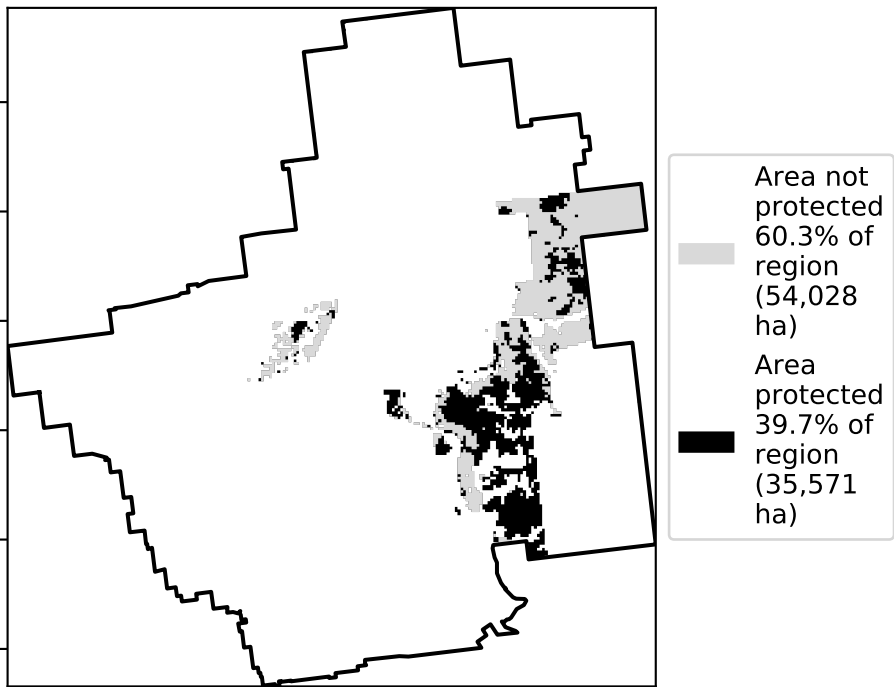 Area not
protected
60.3% of
region
(54,028
ha)
Area
protected
39.7% of
region
(35,571
ha)